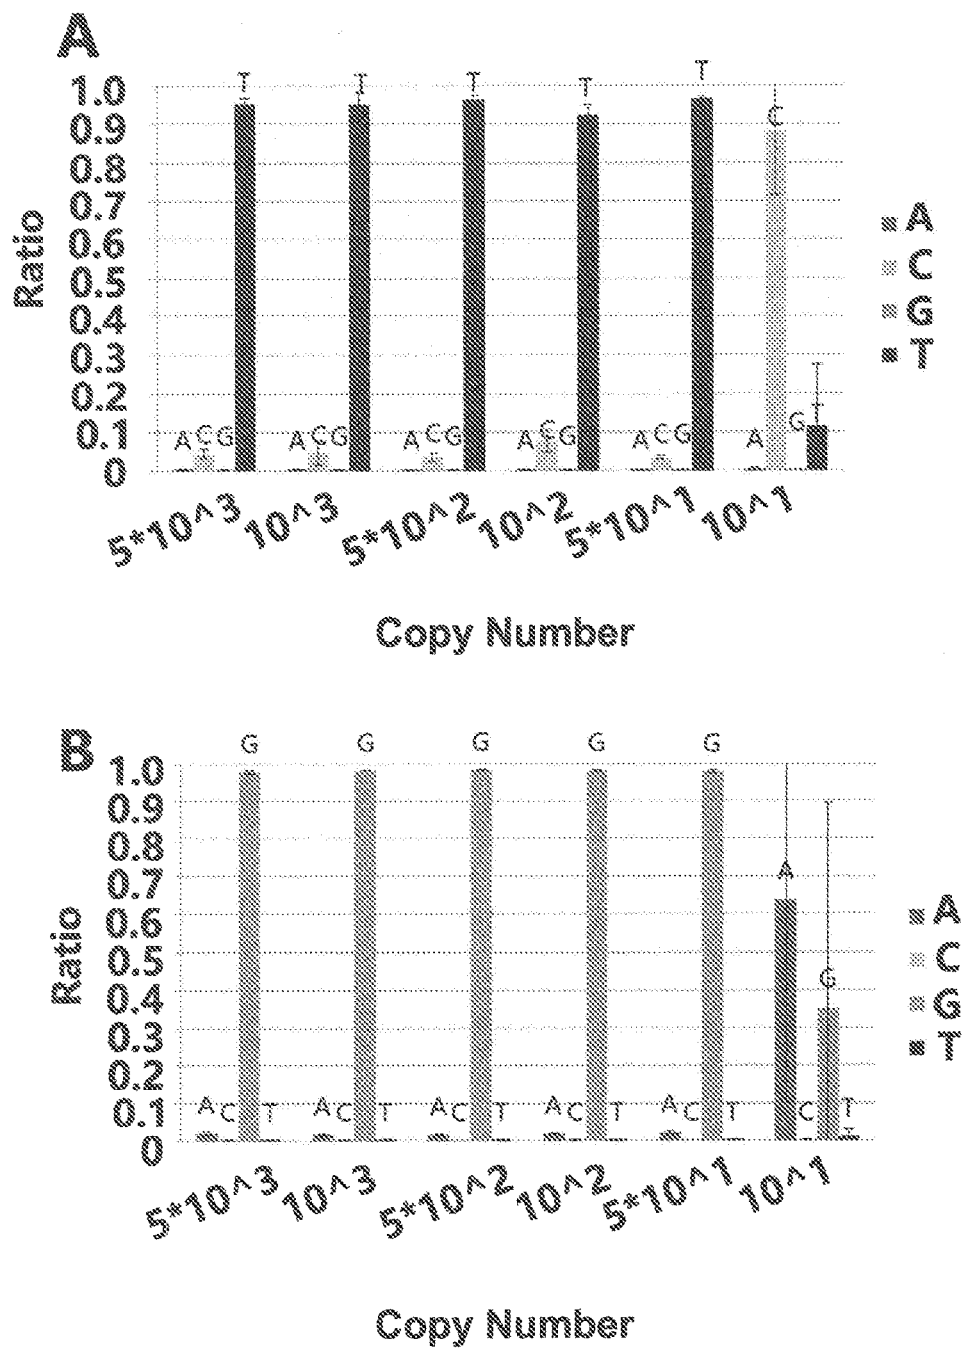 A
T T T T T
1.0
0.9
C
0.8
0.7
0.6
0.5
0.4
0.3
0.2
0.1
0
Ratio
A C G A C G A C G A C G A C G A G
5*10^3 10^3 5*10^2 10^2 5*10^1 10^1
Copy Number
A
C
G
T
B
G G G G G
1.0
0.9
0.8
0.7
0.6
0.5
0.4
0.3
0.2
0.1
0
Ratio
A
G
A C T A C T A C T A C T A C T C T
5*10^3 10^3 5*10^2 10^2 5*10^1 10^1
Copy Number
A
C
G
T